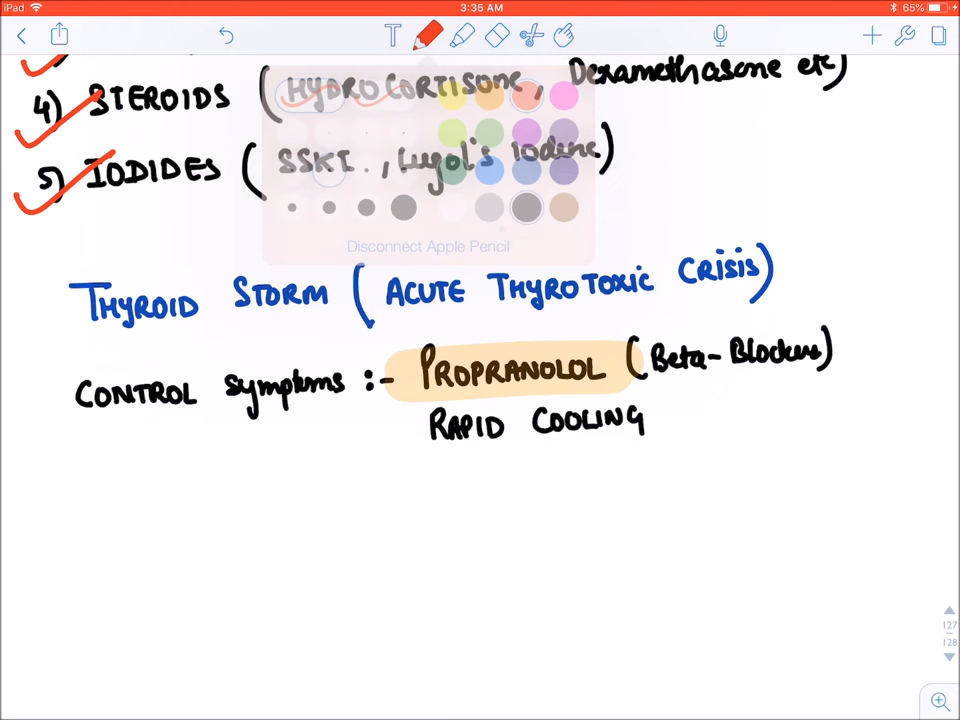 iPad 3:35 AM 65%
T
4) STEROIDS (HYDROCORTISONE, Dexamethasone etc)
5) IODIDES (SSKI., Lugol's Iodine)
Disconnect Apple Pencil
THYROID STORM (ACUTE THYROTOXIC CRISIS)
CONTROL Symptoms :- PROPRANOLOL (Beta-Blockers)
RAPID COOLING
127
128